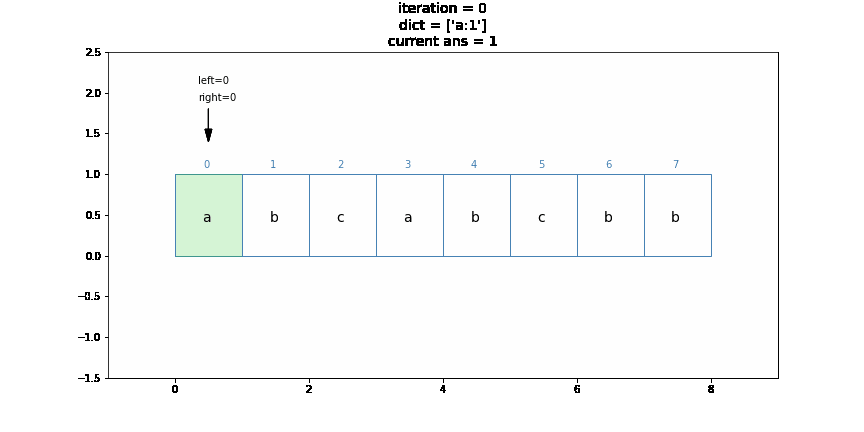 iteration = 0
dict = ['a:1']
current ans = 1
2.5
2.0
1.5
1.0
0.5
0.0
−0.5
−1.0
−1.5
left=0
right=0
0 1 2 3 4 5 6 7
a b c a b c b b
0 2 4 6 8